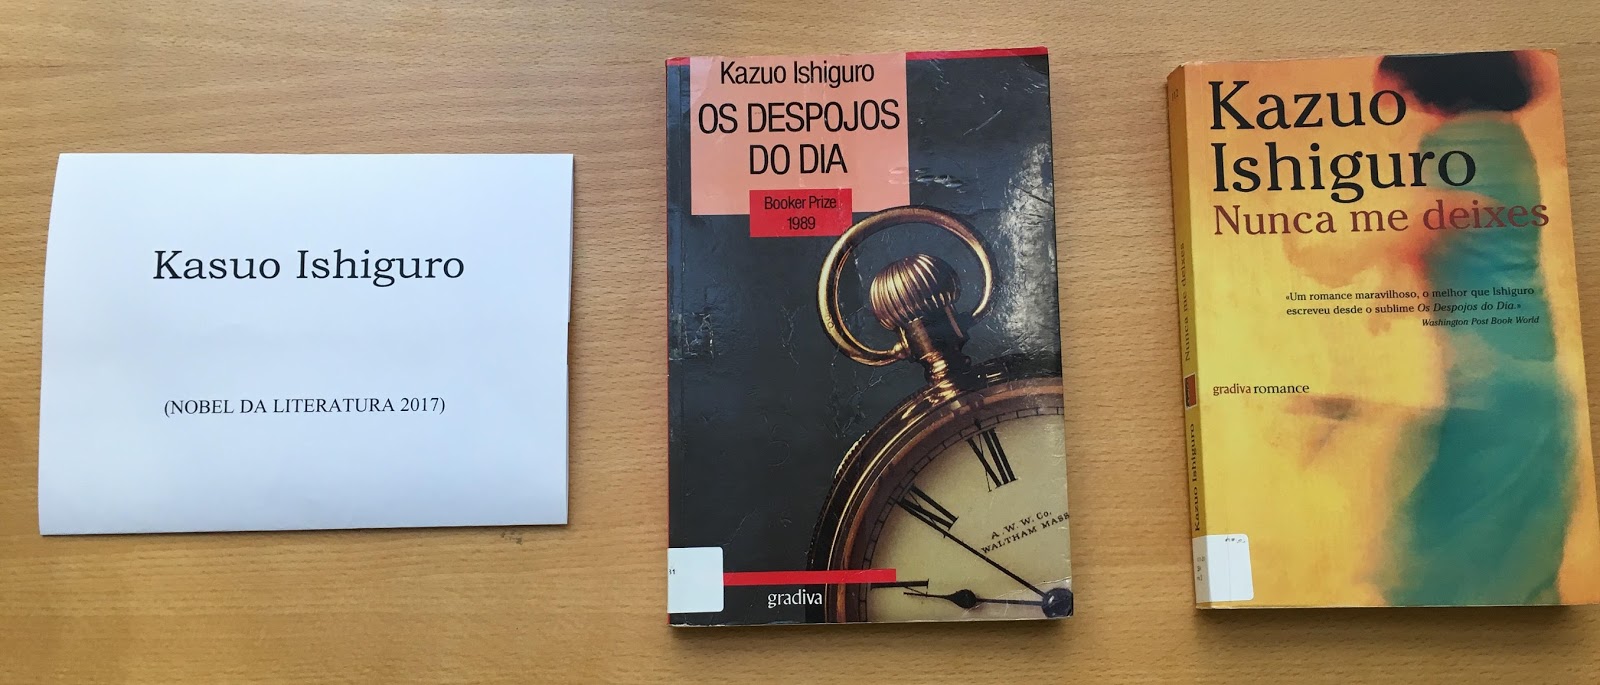 Kasuo Ishiguro
(NOBEL DA LITERATURA 2017)
Kazuo Ishiguro
OS DESPOJOS
DO DIA
Booker Prize
1989
XII
A. W. W. Co.
WALTHAM MASS
gradiva
Kazuo
Ishiguro
Nunca me deixes
«Um romance maravilhoso, o melhor que Ishiguro
escreveu desde o sublime Os Despojos do Dia.»
Washington Post Book World
gradiva romance
Kazuo Ishiguro
Nunca me deixes